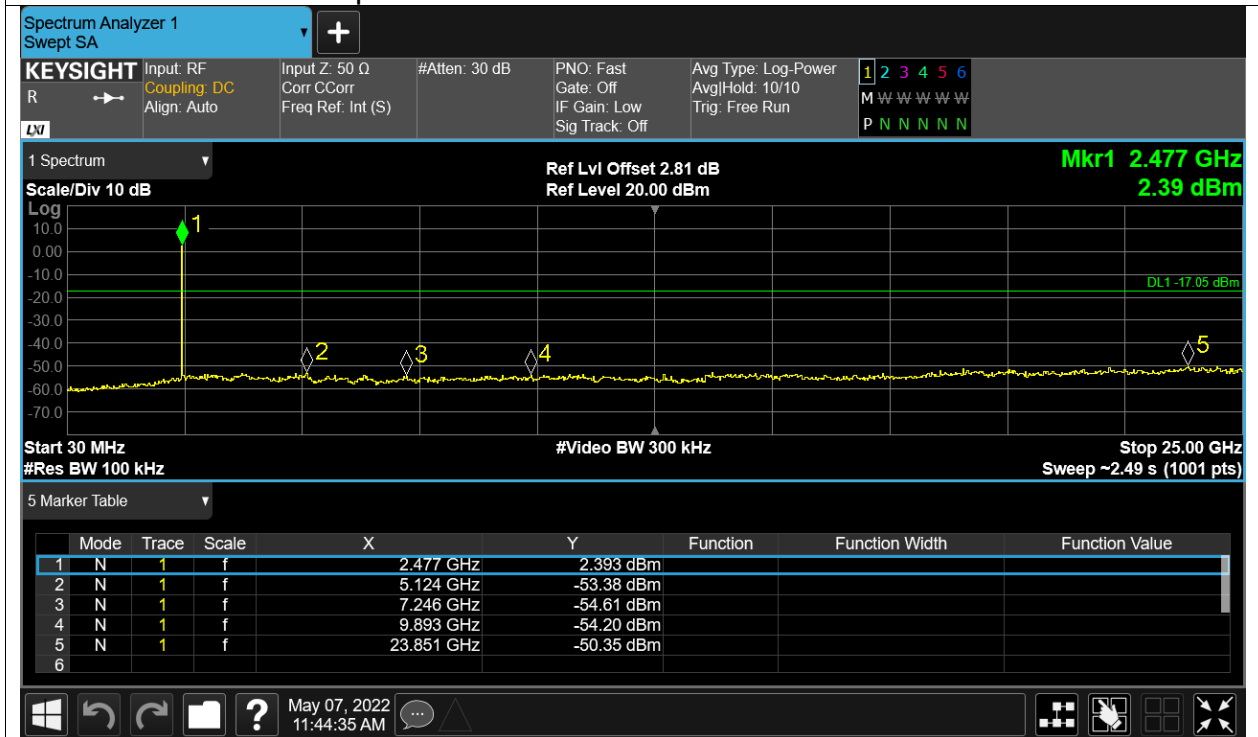 Spectrum Analyzer 1
Swept SA
+
KEYSIGHT Input: RF Input Z: 50 Ω #Atten: 30 dB PNO: Fast Avg Type: Log-Power 1 2 3 4 5 6
R Coupling: DC Corr CCorr Gate: Off Avg|Hold: 10/10 M W W W W W
Align: Auto Freq Ref: Int (S) IF Gain: Low Trig: Free Run
LXI Sig Track: Off P N N N N N
1 Spectrum Ref Lvl Offset 2.81 dB Mkr1 2.477 GHz
Scale/Div 10 dB Ref Level 20.00 dBm 2.39 dBm
Log
1
10.0
0.00
-10.0
DL1 -17.05 dBm
-20.0
-30.0
-40.0
2 3 4 5
-50.0
-60.0
-70.0
Start 30 MHz #Video BW 300 kHz Stop 25.00 GHz
#Res BW 100 kHz Sweep ~2.49 s (1001 pts)
5 Marker Table
Mode Trace Scale X Y Function Function Width Function Value
1 N 1 f 2.477 GHz 2.393 dBm
2 N 1 f 5.124 GHz -53.38 dBm
3 N 1 f 7.246 GHz -54.61 dBm
4 N 1 f 9.893 GHz -54.20 dBm
5 N 1 f 23.851 GHz -50.35 dBm
6
? May 07, 2022
11:44:35 AM